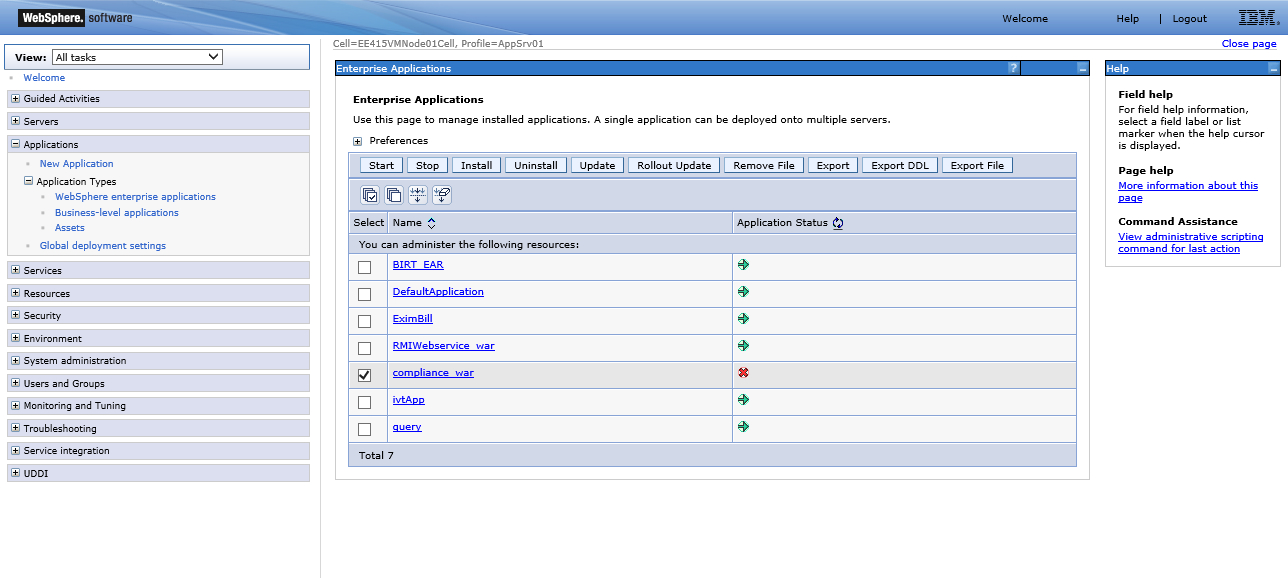 WebSphere. software
Welcome
Help | Logout
IBM.
View: All tasks
Welcome
Guided Activities
Servers
Applications
New Application
Application Types
WebSphere enterprise applications
Business-level applications
Assets
Global deployment settings
Services
Resources
Security
Environment
System administration
Users and Groups
Monitoring and Tuning
Troubleshooting
Service integration
UDDI
Cell=EE415VMNode01Cell, Profile=AppSrv01
Close page
Enterprise Applications
?
Enterprise Applications
Use this page to manage installed applications. A single application can be deployed onto multiple servers.
Preferences
Start Stop Install Uninstall Update Rollout Update Remove File Export Export DDL Export File
Select Name Application Status
You can administer the following resources:
BIRT_EAR
DefaultApplication
EximBill
RMIWebservice_war
compliance_war
ivtApp
query
Total 7
Help
Field help
For field help information,
select a field label or list
marker when the help cursor
is displayed.
Page help
More information about this
page
Command Assistance
View administrative scripting
command for last action